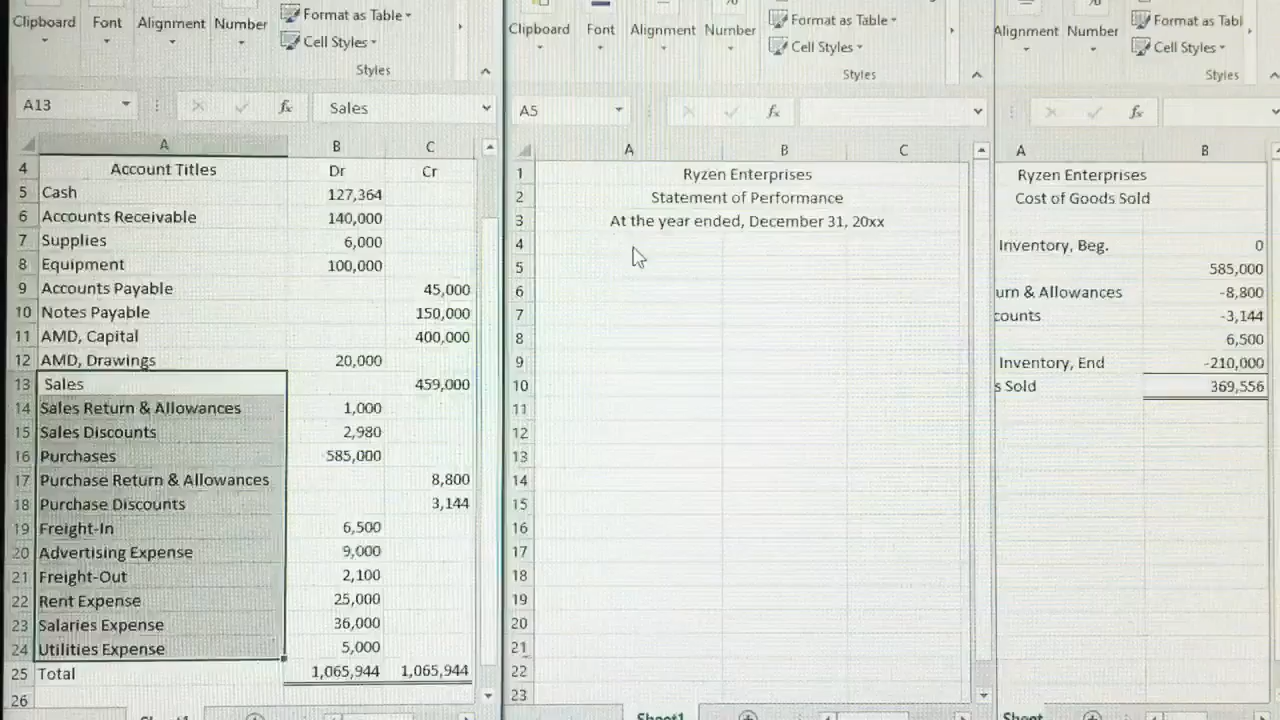 Clipboard Font Alignment Number
Format as Table
Cell Styles
Styles
A13 fx Sales
A B C
4 Account Titles Dr Cr
5 Cash 127,364
6 Accounts Receivable 140,000
7 Supplies 6,000
8 Equipment 100,000
9 Accounts Payable 45,000
10 Notes Payable 150,000
11 AMD, Capital 400,000
12 AMD, Drawings 20,000
13 Sales 459,000
14 Sales Return & Allowances 1,000
15 Sales Discounts 2,980
16 Purchases 585,000
17 Purchase Return & Allowances 8,800
18 Purchase Discounts 3,144
19 Freight-In 6,500
20 Advertising Expense 9,000
21 Freight-Out 2,100
22 Rent Expense 25,000
23 Salaries Expense 36,000
24 Utilities Expense 5,000
25 Total 1,065,944 1,065,944
26
Clipboard Font Alignment Number
Format as Table
Cell Styles
Styles
A5 fx
A B C
1 Ryzen Enterprises
2 Statement of Performance
3 At the year ended, December 31, 20xx
4
5
6
7
8
9
10
11
12
13
14
15
16
17
18
19
20
21
22
23
Sheet1
Alignment Number
Format as Tabl
Cell Styles
Styles
fx
A B
Ryzen Enterprises
Cost of Goods Sold
Inventory, Beg. 0
585,000
urn & Allowances -8,800
counts -3,144
6,500
Inventory, End -210,000
s Sold 369,556